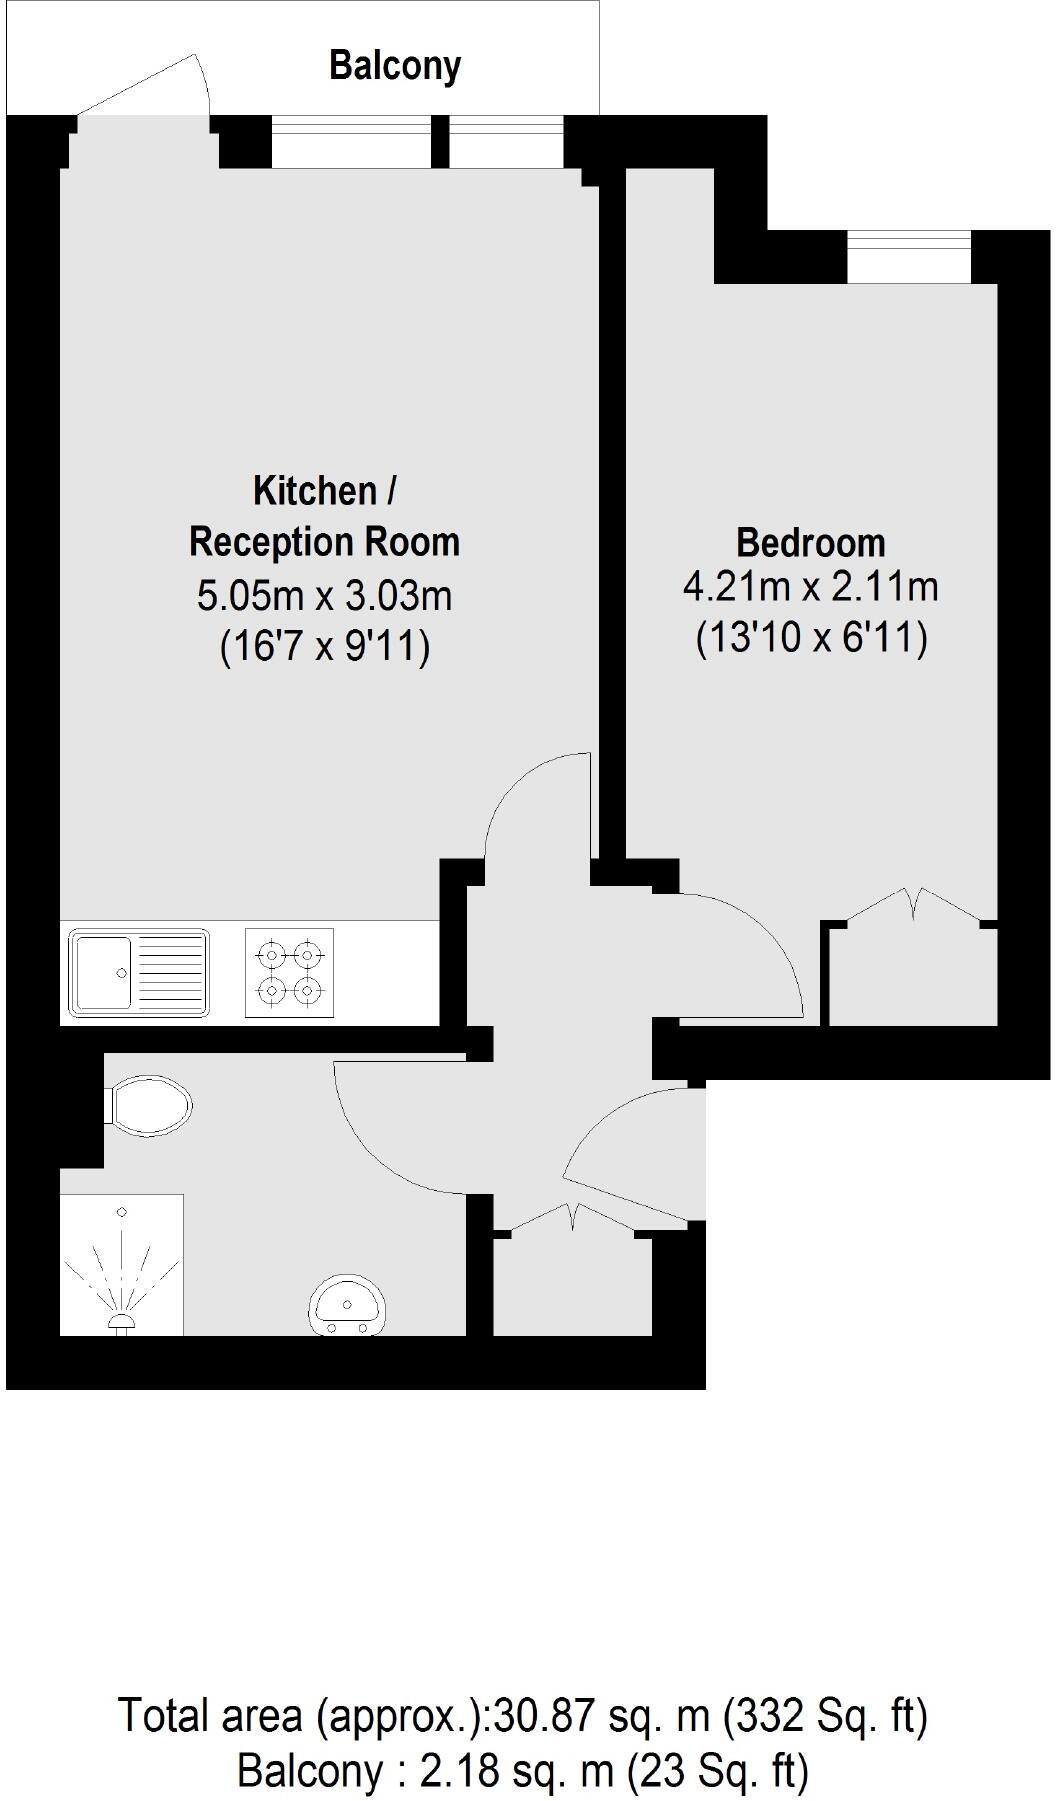 Balcony
Kitchen /
Reception Room
5.05m x 3.03m
(16'7 x 9'11)
Bedroom
4.21m x 2.11m
(13'10 x 6'11)
Total area (approx.):30.87 sq. m (332 Sq. ft)
Balcony : 2.18 sq. m (23 Sq. ft)